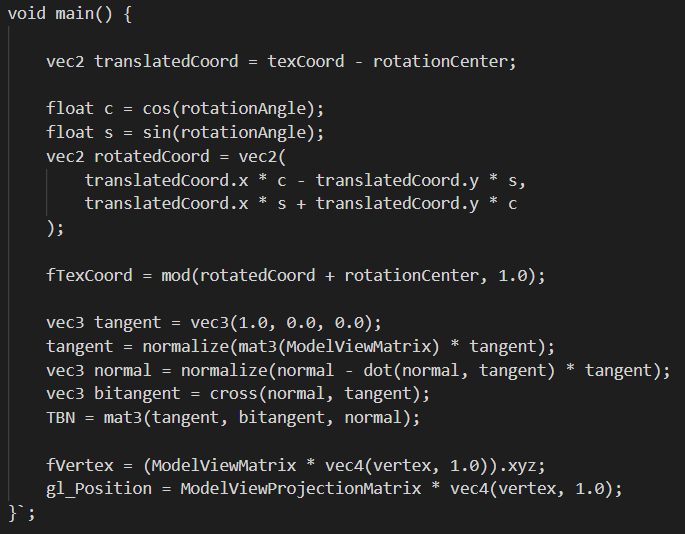 void main() {
vec2 translatedCoord = texCoord - rotationCenter;
float c = cos(rotationAngle);
float s = sin(rotationAngle);
vec2 rotatedCoord = vec2(
translatedCoord.x * c - translatedCoord.y * s,
translatedCoord.x * s + translatedCoord.y * c
);
fTexCoord = mod(rotatedCoord + rotationCenter, 1.0);
vec3 tangent = vec3(1.0, 0.0, 0.0);
tangent = normalize(mat3(ModelViewMatrix) * tangent);
vec3 normal = normalize(normal - dot(normal, tangent) * tangent);
vec3 bitangent = cross(normal, tangent);
TBN = mat3(tangent, bitangent, normal);
fVertex = (ModelViewMatrix * vec4(vertex, 1.0)).xyz;
gl_Position = ModelViewProjectionMatrix * vec4(vertex, 1.0);
}`;